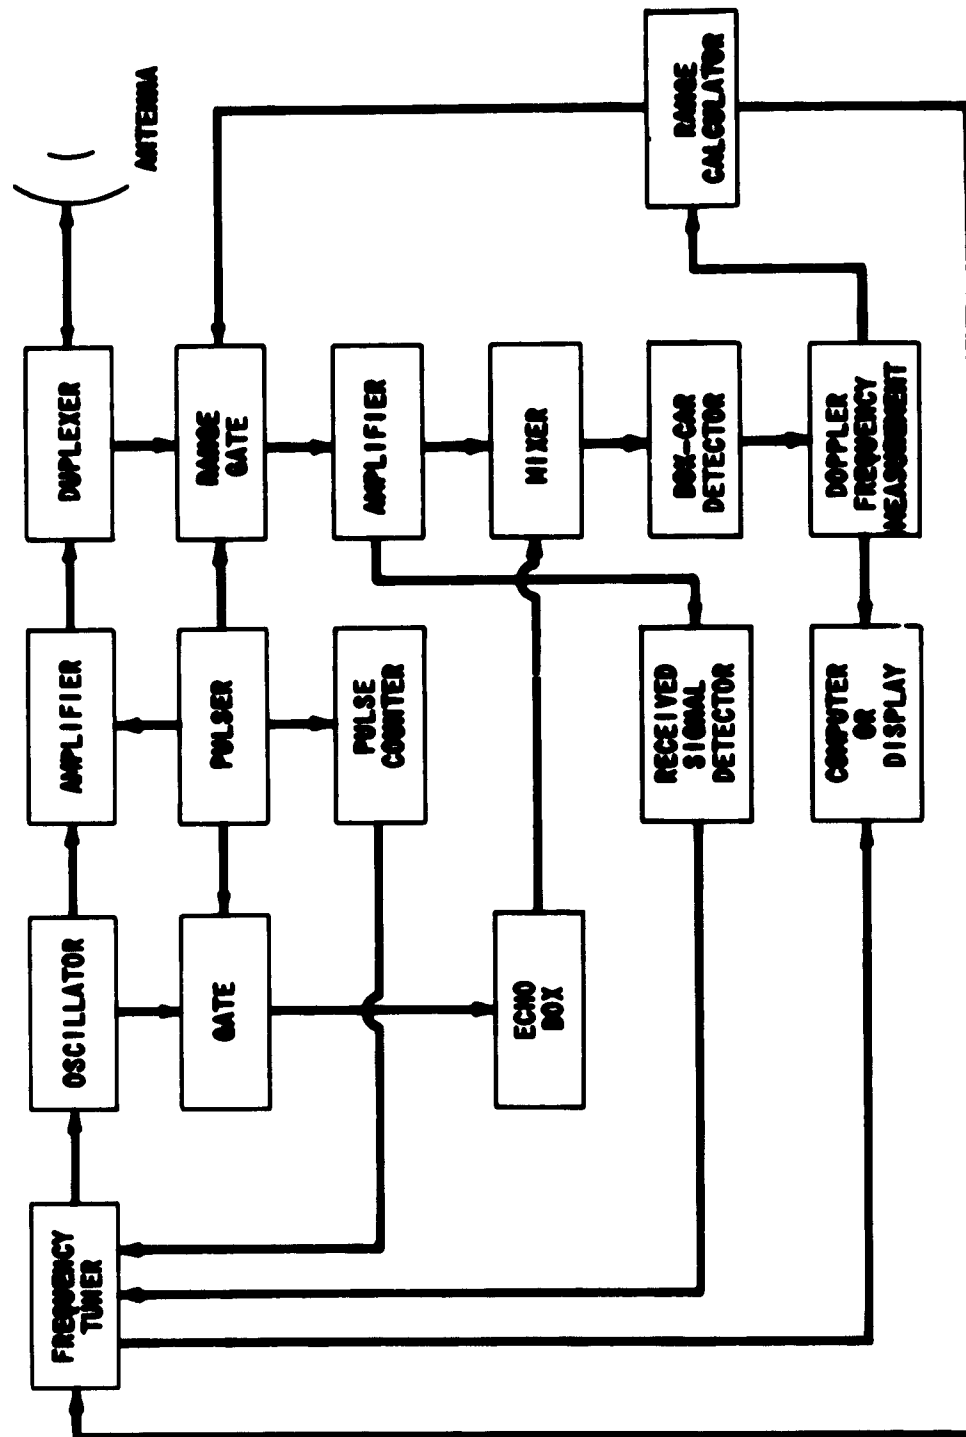 ANTENNA
FREQUENCY
TUNER
OSCILLATOR
AMPLIFIER
DUPLEXER
GATE
PULSER
RANGE
GATE
PULSE
COUNTER
AMPLIFIER
ECHO
BOX
MIXER
RECEIVED
SIGNAL
DETECTOR
BOX-CAR
DETECTOR
RANGE
CALCULATOR
COMPUTER
OR
DISPLAY
DOPPLER
FREQUENCY
MEASUREMENT